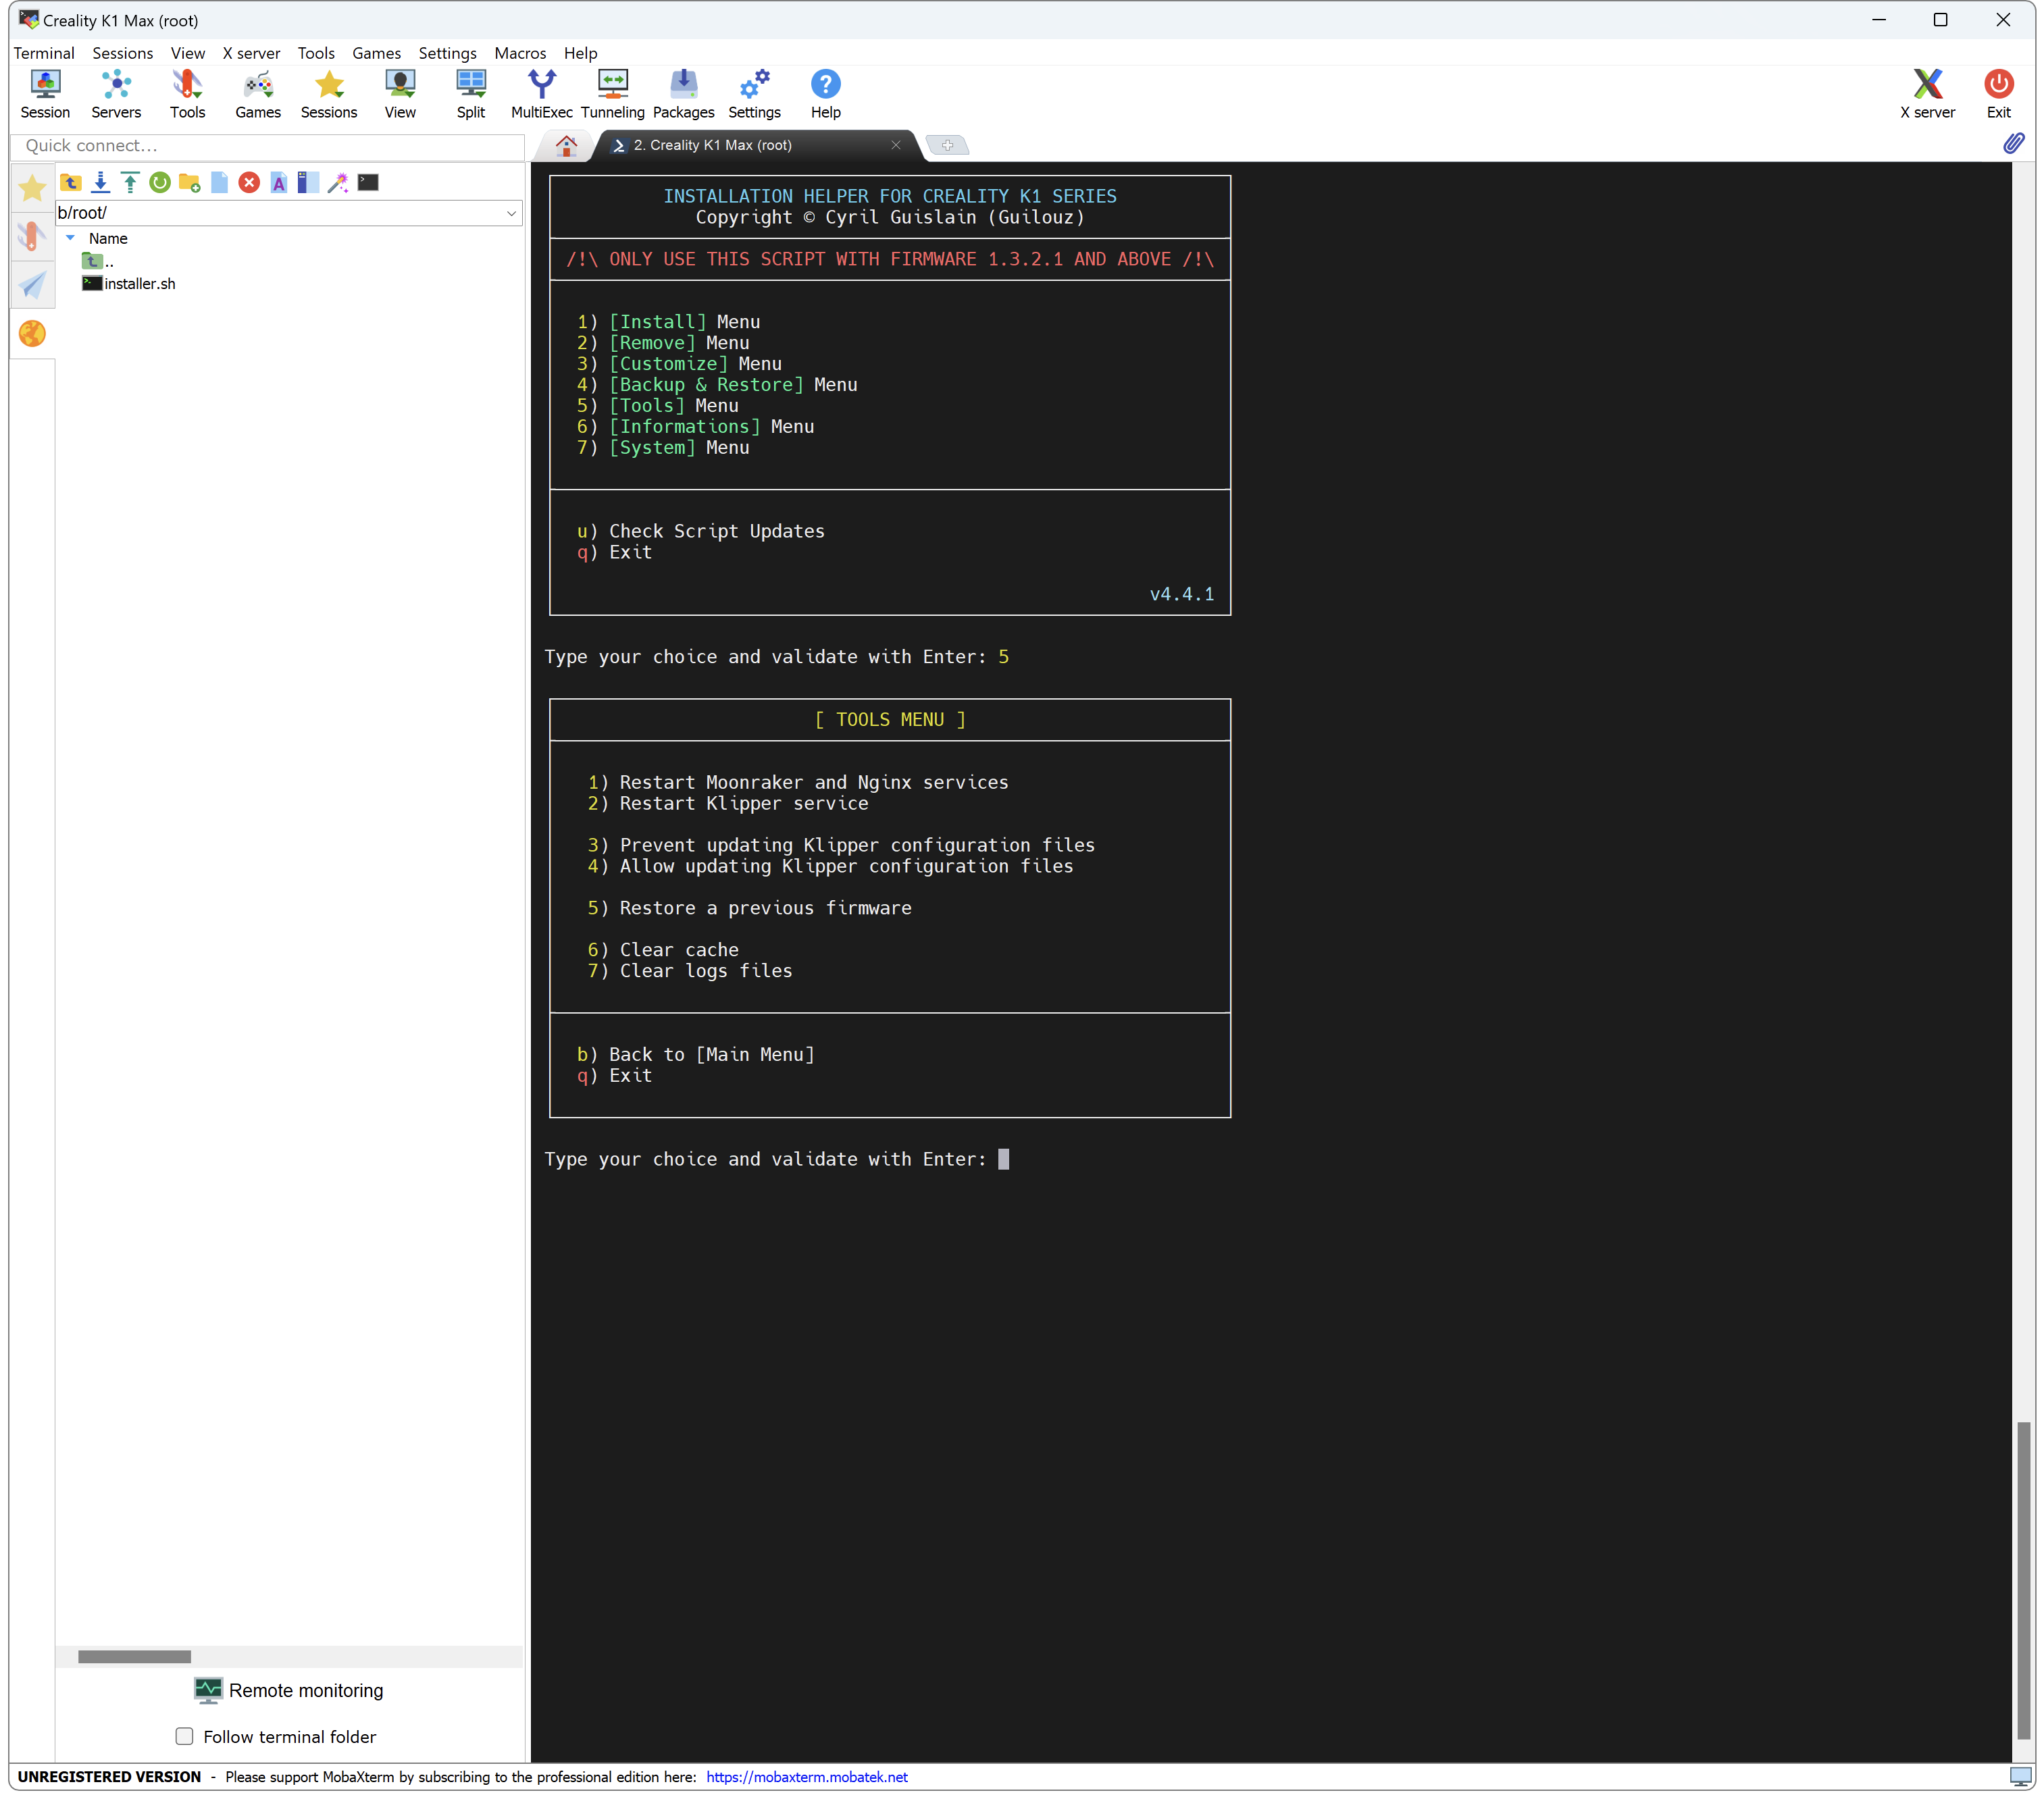 Creality K1 Max (root)
Terminal Sessions View X server Tools Games Settings Macros Help
Session Servers Tools Games Sessions View Split MultiExec Tunneling Packages Settings Help X server Exit
Quick connect...
2. Creality K1 Max (root)
b/root/
Name
..
installer.sh
INSTALLATION HELPER FOR CREALITY K1 SERIES
Copyright © Cyril Guislain (Guilouz)
/!\ ONLY USE THIS SCRIPT WITH FIRMWARE 1.3.2.1 AND ABOVE /!\
1) [Install] Menu
2) [Remove] Menu
3) [Customize] Menu
4) [Backup & Restore] Menu
5) [Tools] Menu
6) [Informations] Menu
7) [System] Menu
u) Check Script Updates
q) Exit
v4.4.1
Type your choice and validate with Enter: 5
[ TOOLS MENU ]
1) Restart Moonraker and Nginx services
2) Restart Klipper service
3) Prevent updating Klipper configuration files
4) Allow updating Klipper configuration files
5) Restore a previous firmware
6) Clear cache
7) Clear logs files
b) Back to [Main Menu]
q) Exit
Type your choice and validate with Enter:
Remote monitoring
Follow terminal folder
UNREGISTERED VERSION - Please support MobaXterm by subscribing to the professional edition here: https://mobaxterm.mobatek.net